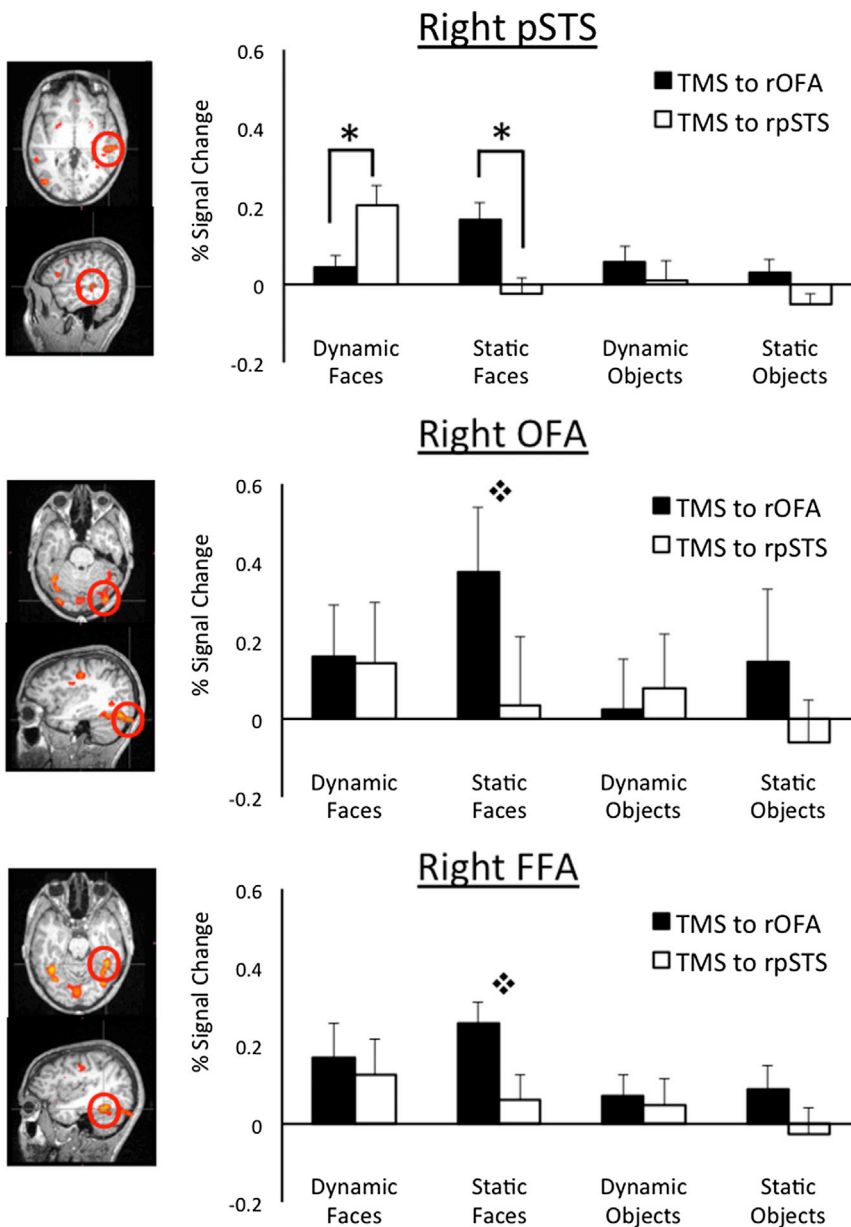 Right pSTS
% Signal Change
0.6
0.4
0.2
0
-0.2
TMS to rOFA
TMS to rpSTS
*
*
Dynamic Faces
Static Faces
Dynamic Objects
Static Objects
Right OFA
% Signal Change
0.6
0.4
0.2
0
-0.2
TMS to rOFA
TMS to rpSTS
❖
Dynamic Faces
Static Faces
Dynamic Objects
Static Objects
Right FFA
% Signal Change
0.6
0.4
0.2
0
-0.2
TMS to rOFA
TMS to rpSTS
❖
Dynamic Faces
Static Faces
Dynamic Objects
Static Objects